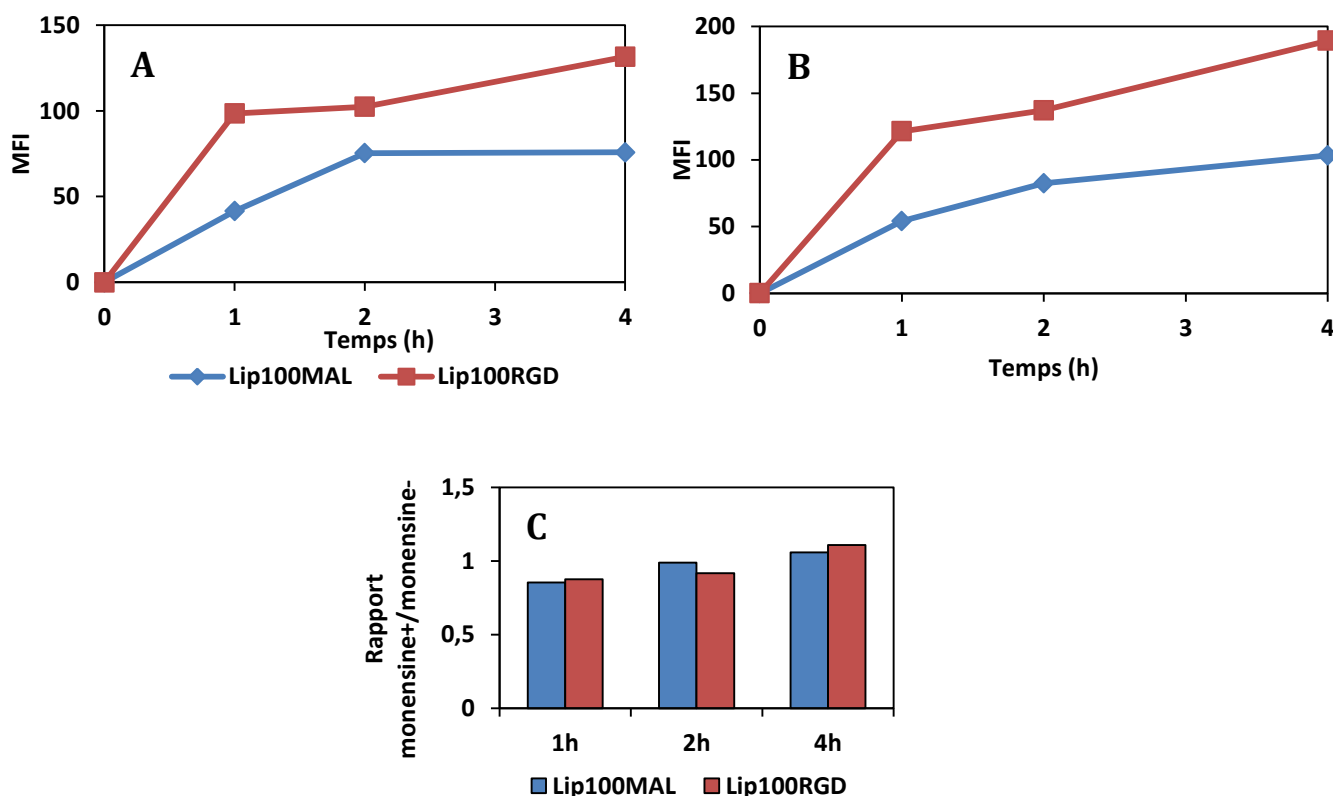 A
MFI
150
100
50
0
0 1 2 3 4
Temps (h)
Lip100MAL Lip100RGD
B
MFI
200
150
100
50
0
0 1 2 3 4
Temps (h)
C
Rapport
monensine+/monensine-
1,5
1
0,5
0
1h 2h 4h
Lip100MAL Lip100RGD